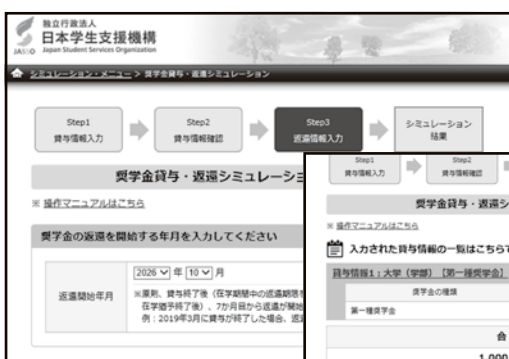 独立行政法人
日本学生支援機構
JASSO Japan Student Services Organization
シミュレーション・メニュー > 奨学金貸与・返還シミュレーション
Step1
貸与情報入力
Step2
貸与情報確認
Step3
返還情報入力
シミュレーション
結果
奨学金貸与・返還シミュレーショ
※ 操作マニュアルはこちら
奨学金の返還を開始する年月を入力してください
返還開始年月
2026 年 10 月
※原則、貸与終了後（在学期間中の返還期限を
在学猶予終了後）、7か月目から返還が開始
例：2019年3月に貸与が終了した場合、返還
Step1
貸与情報入力
Step2
貸与情報確認
奨学金貸与・返還シ
※ 操作マニュアルはこちら
入力された貸与情報の一覧はこちらで
貸与情報1：大学（学部）【第一種奨学金】
奨学金の種類
第一種奨学金
合